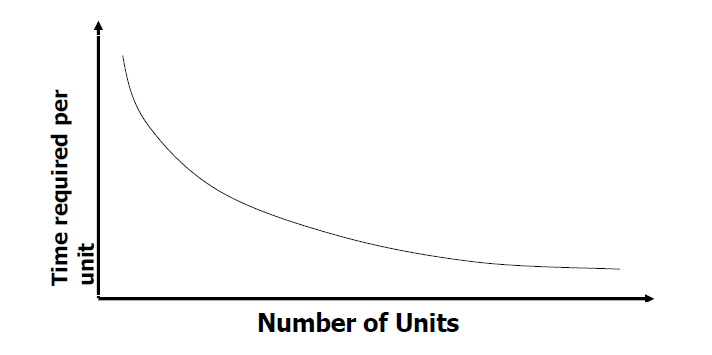 Time required per
unit
Number of Units